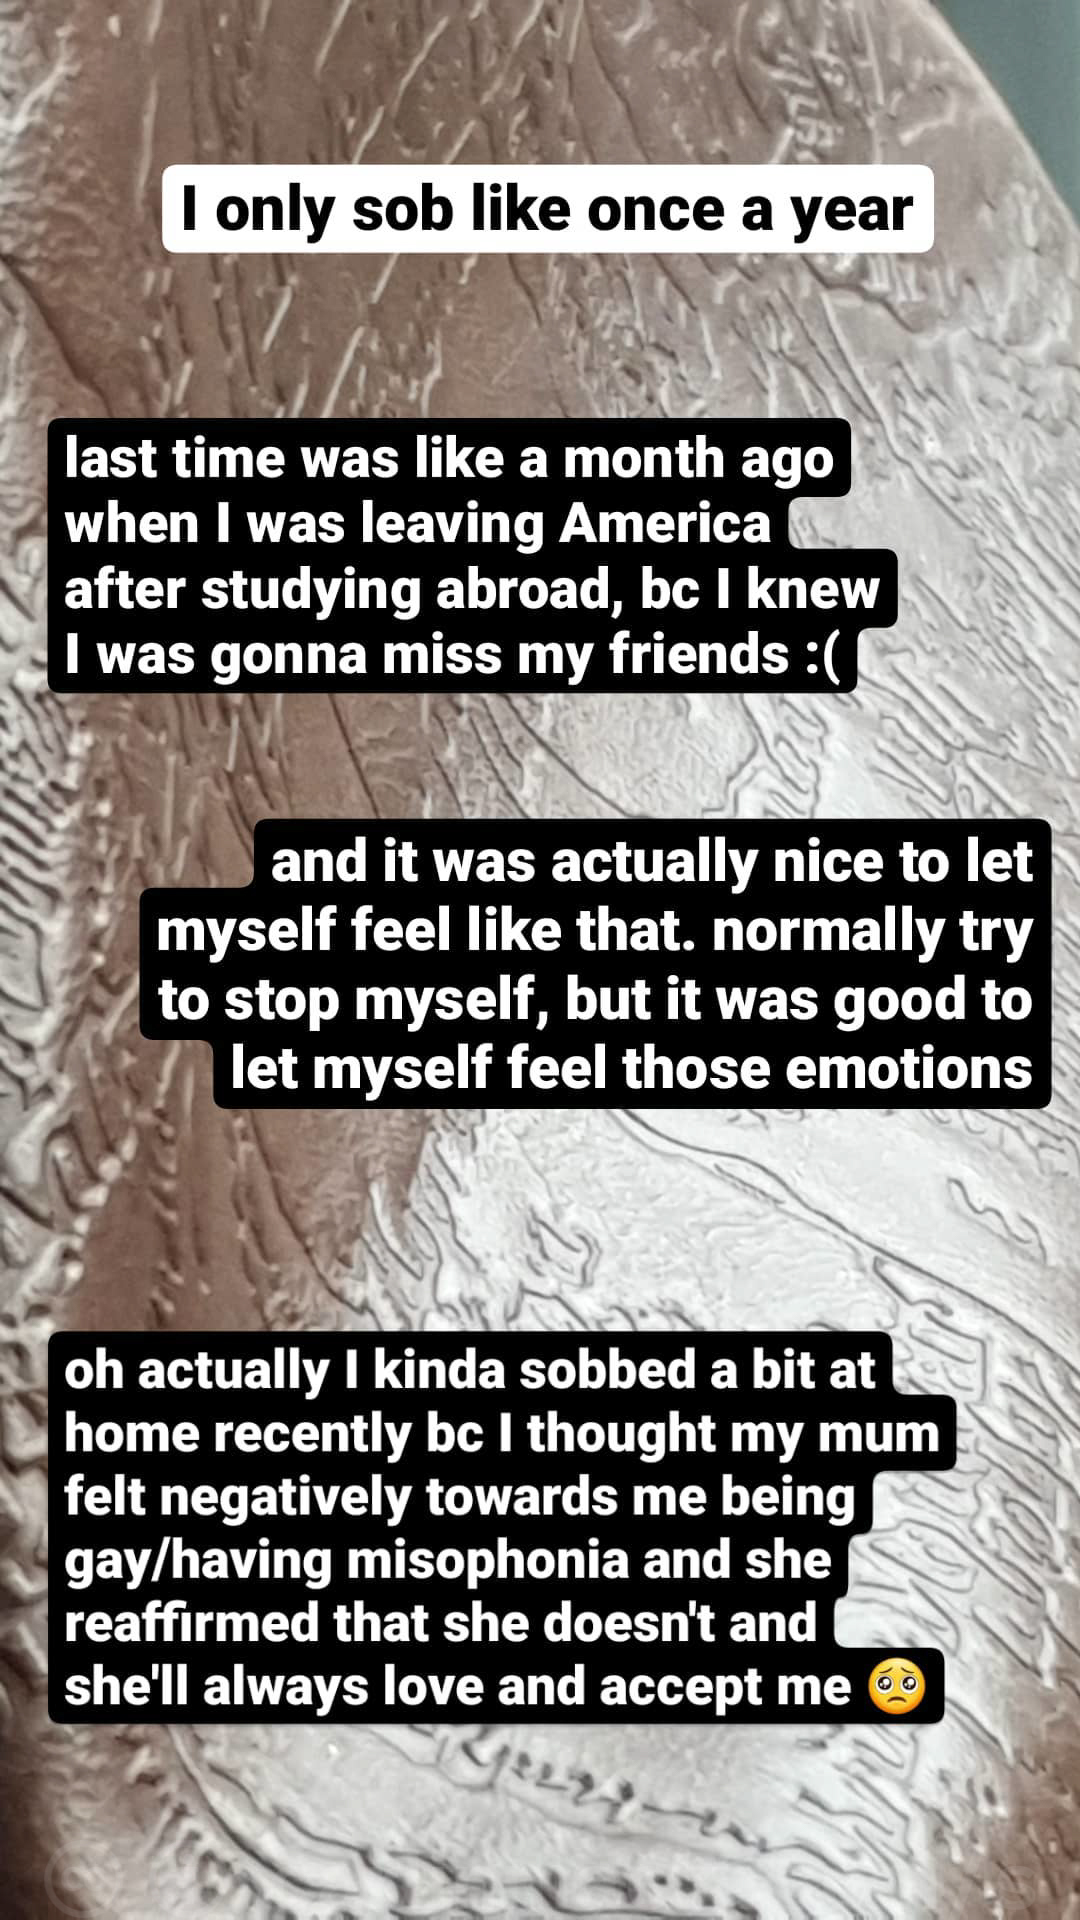 I only sob like once a year
last time was like a month ago
when I was leaving America
after studying abroad, bc I knew
I was gonna miss my friends :(
and it was actually nice to let
myself feel like that. normally try
to stop myself, but it was good to
let myself feel those emotions
oh actually I kinda sobbed a bit at
home recently bc I thought my mum
felt negatively towards me being
gay/having misophonia and she
reaffirmed that she doesn't and
she'll always love and accept me 🥺